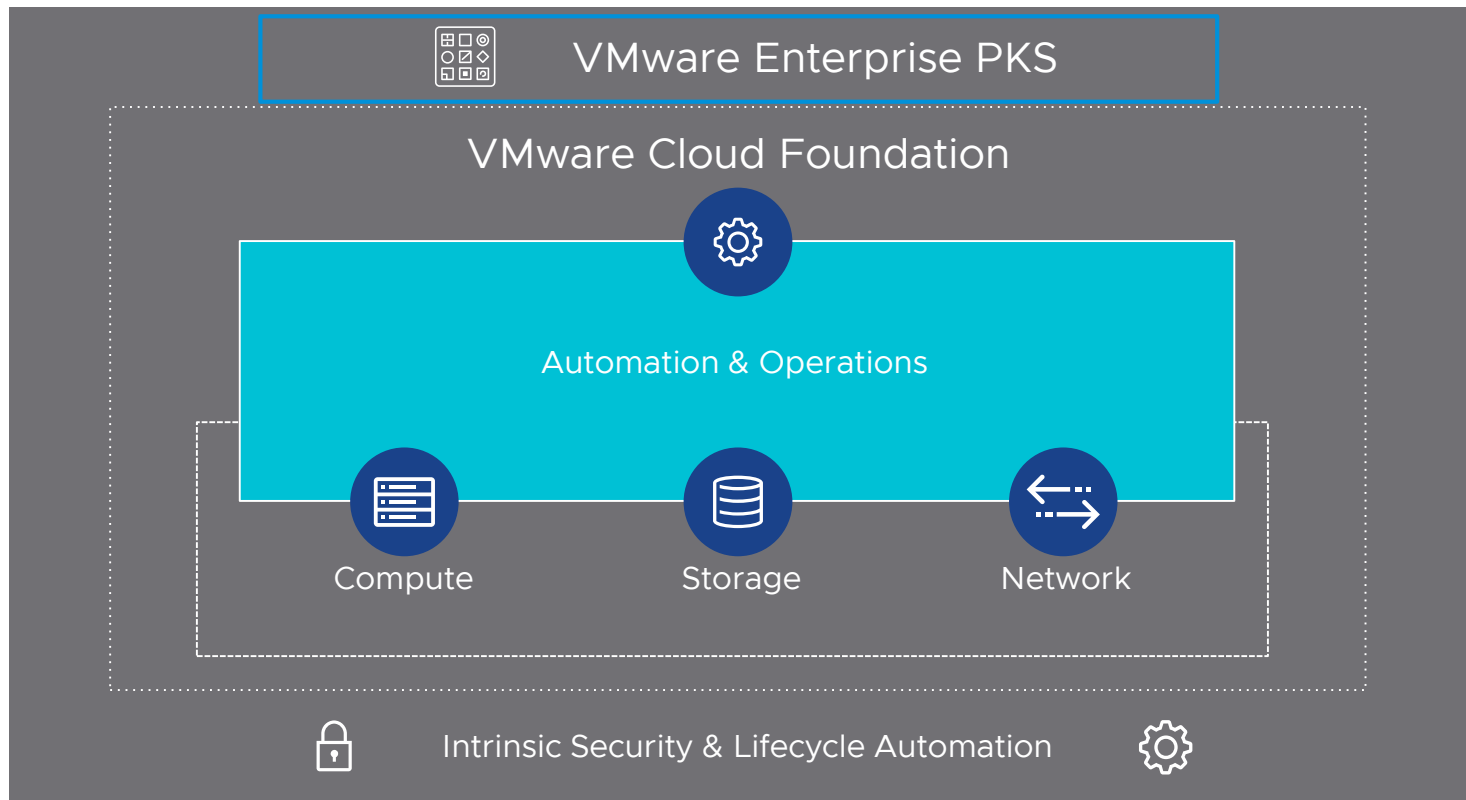 VMware Enterprise PKS
VMware Cloud Foundation
Automation & Operations
Compute
Storage
Network
Intrinsic Security & Lifecycle Automation